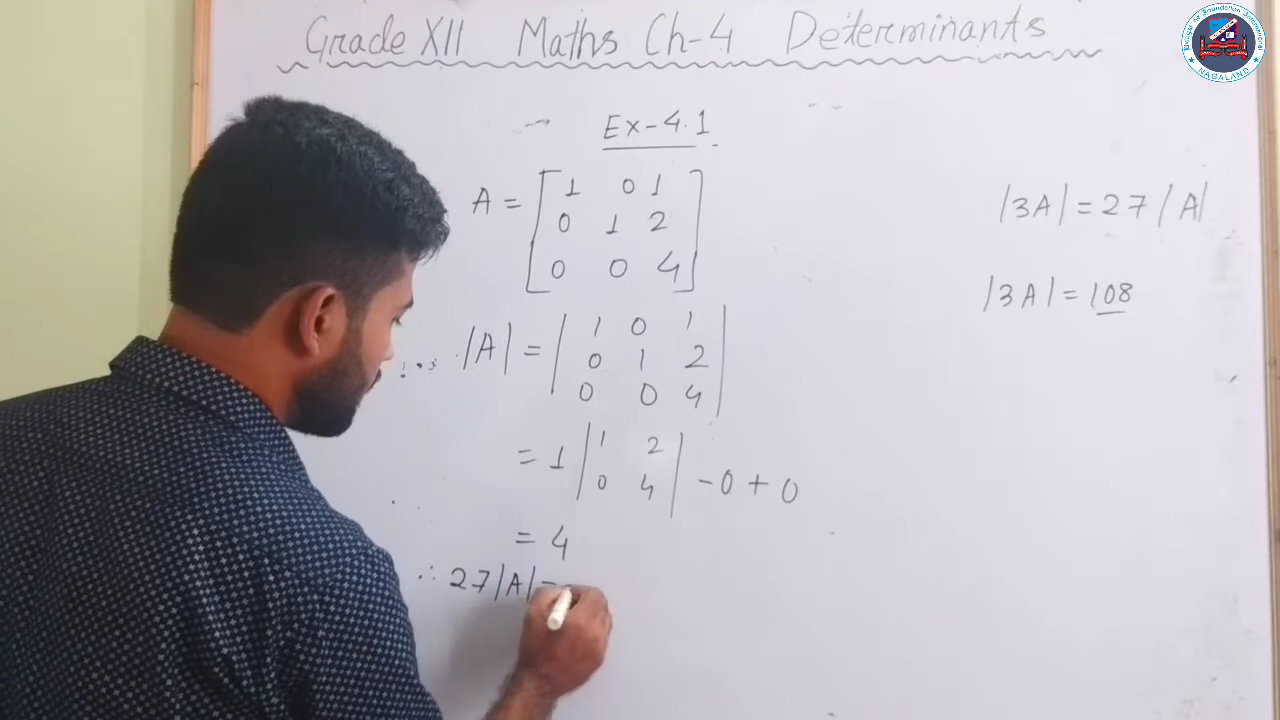 Grade XII Maths Ch-4 Determinants
Ex-4.1
A = [1 0 1
0 1 2
0 0 4]
|A| = |1 0 1
0 1 2
0 0 4|
= 1 |1 2
0 4| - 0 + 0
= 4
∴ 27|A| =
|3A| = 27|A|
|3A| = 108
NAGALAND